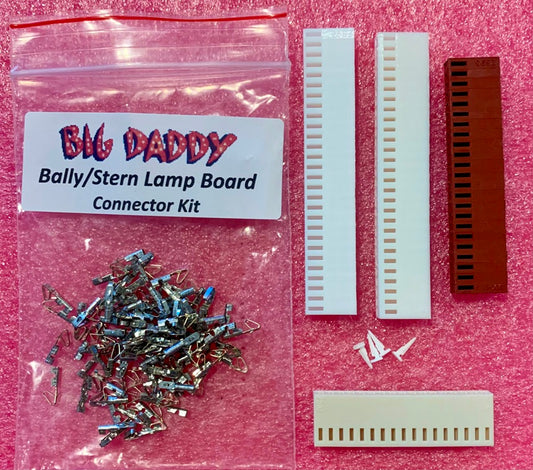 BIG DADDY
Bally/Stern Lamp Board
Connector Kit